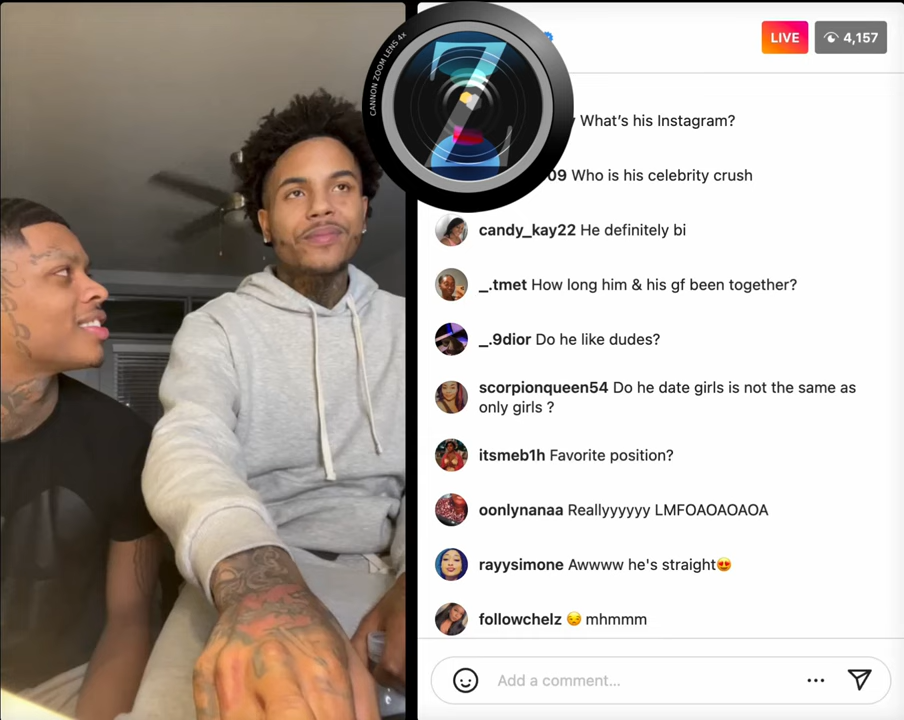 CANNON ZOOM LENS 4x
Z
LIVE
4,157
What's his Instagram?
09 Who is his celebrity crush
candy_kay22 He definitely bi
_.tmet How long him & his gf been together?
_.9dior Do he like dudes?
scorpionqueen54 Do he date girls is not the same as
only girls ?
itsmeb1h Favorite position?
oonlynanaa Reallyyyyyy LMFOAOAOAOA
rayysimone Awwww he's straight😍
followchelz 😔 mhmmm
Add a comment...